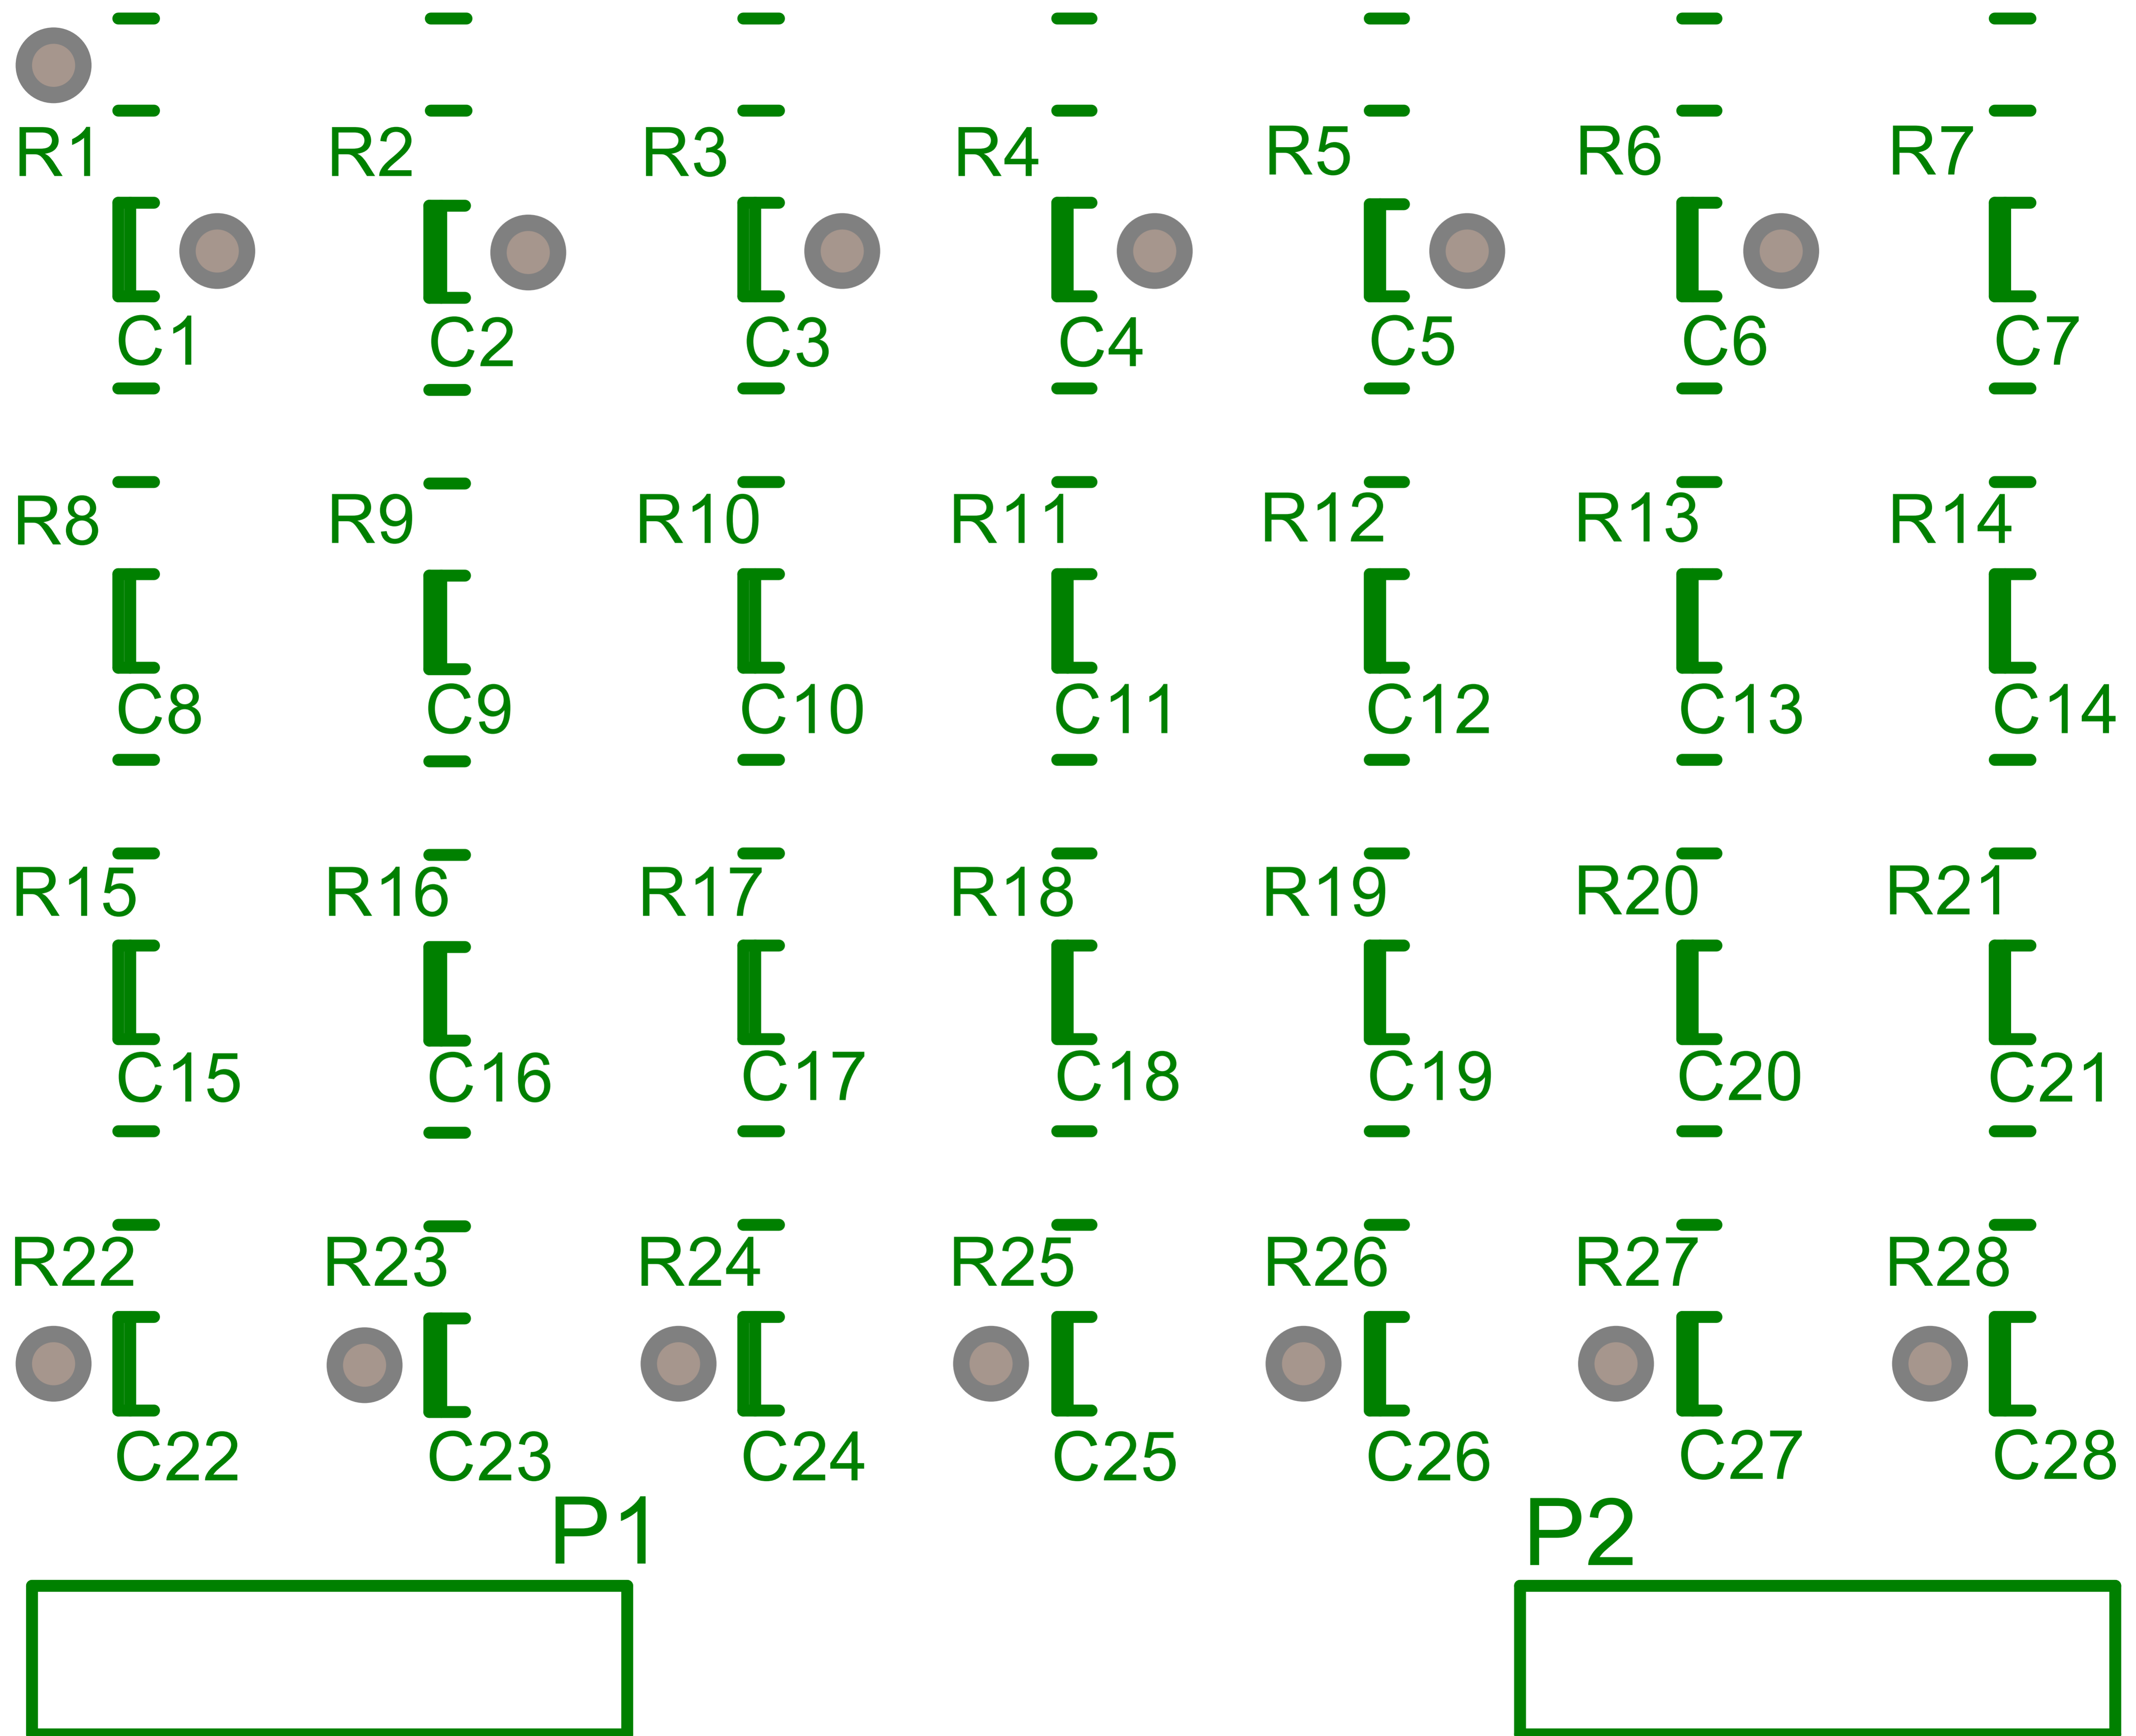 R1 R2 R3 R4 R5 R6 R7
C1 C2 C3 C4 C5 C6 C7
R8 R9 R10 R11 R12 R13 R14
C8 C9 C10 C11 C12 C13 C14
R15 R16 R17 R18 R19 R20 R21
C15 C16 C17 C18 C19 C20 C21
R22 R23 R24 R25 R26 R27 R28
C22 C23 C24 C25 C26 C27 C28
P1 P2